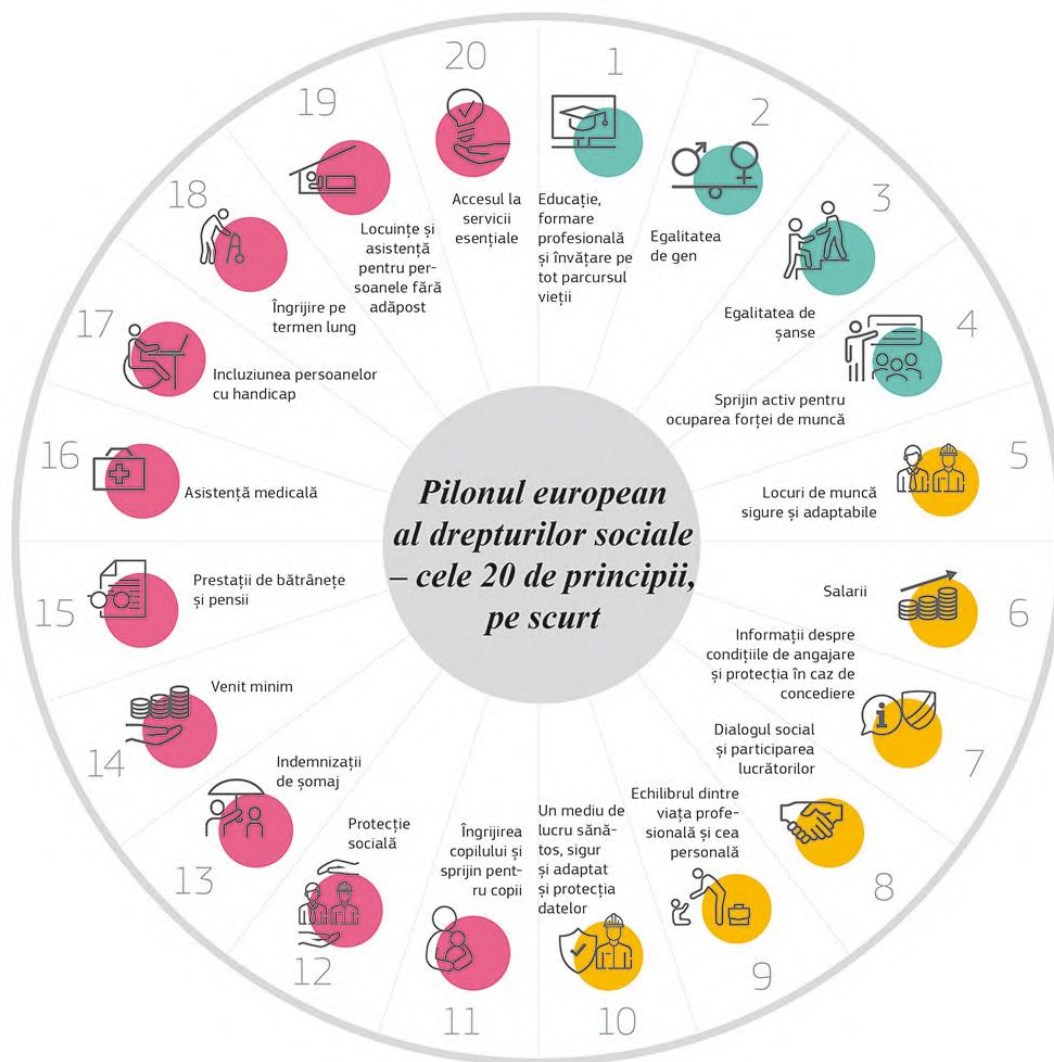 Pilonul european
al drepturilor sociale
– cele 20 de principii,
pe scurt
1
Educație,
formare
profesională
și învățare pe
tot parcursul
vieții
2
Egalitatea
de gen
3
Egalitatea de
șanse
4
Sprijin activ pentru
ocuparea forței de muncă
5
Locuri de muncă
sigure și adaptabile
6
Salarii
7
Informații despre
condițiile de angajare
și protecția în caz de
concediere
i
8
Dialogul social
și participarea
lucrătorilor
9
Echilibrul dintre
viața profe-
sională și cea
personală
10
Un mediu de
lucru sănă-
tos, sigur
și adaptat
și protecția
datelor
11
Îngrijirea
copilului și
sprijin pent-
ru copii
12
Protecție
socială
13
Indemnizații
de șomaj
14
Venit minim
15
Prestații de bătrânețe
și pensii
16
Asistență medicală
17
Incluziunea persoanelor
cu handicap
18
Îngrijire pe
termen lung
19
Locuințe și
asistență
pentru per-
soanele fără
adăpost
20
Accesul la
servicii
esențiale